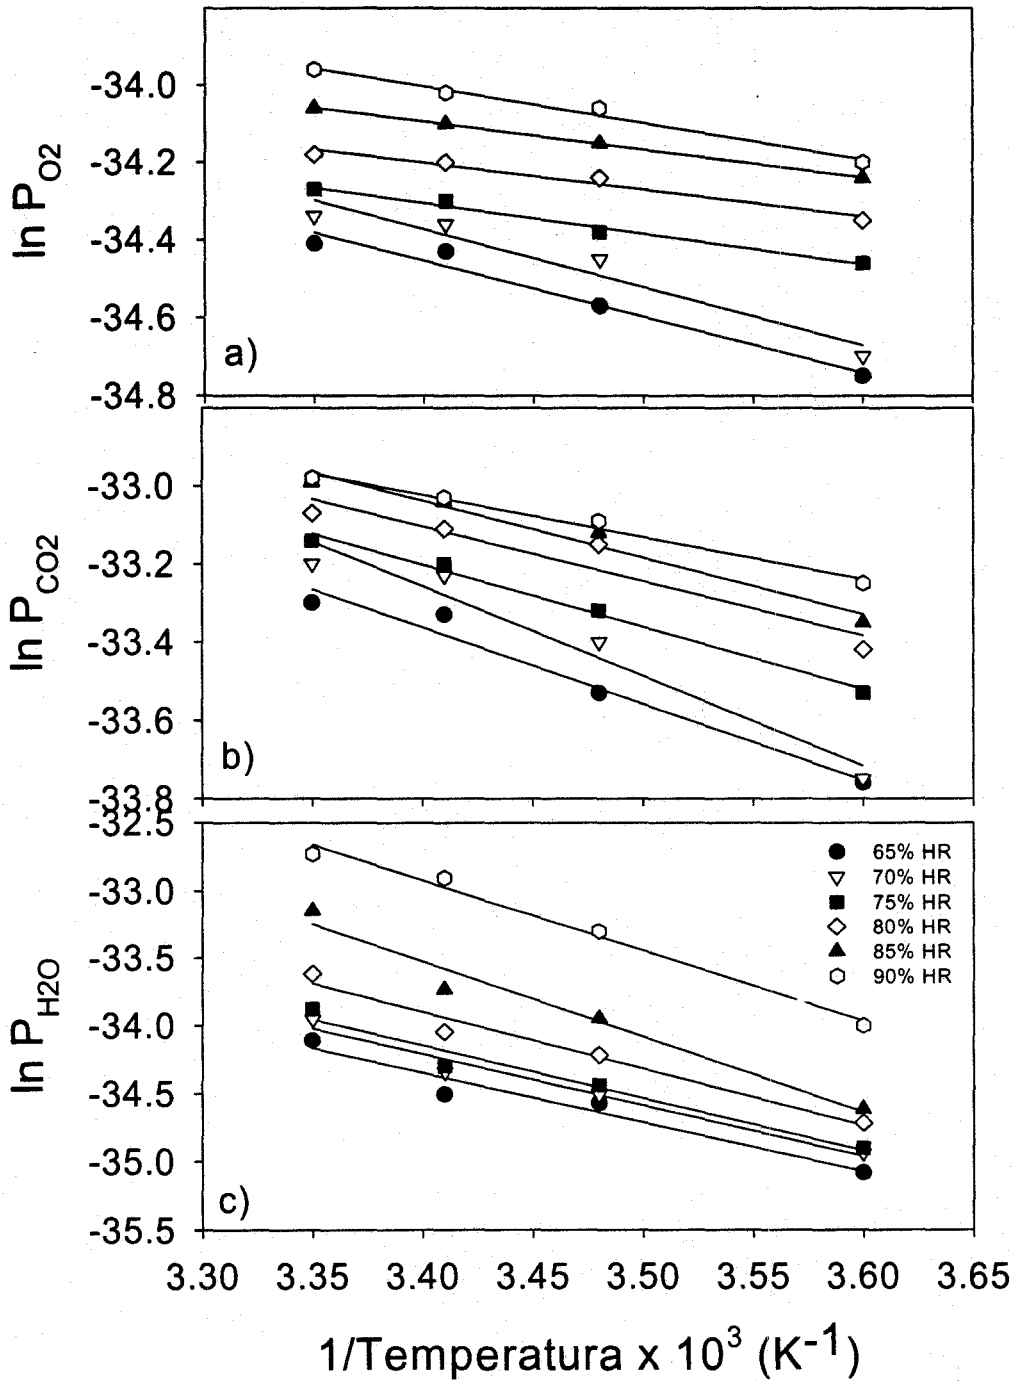 -34.0
-34.2
-34.4
-34.6
-34.8
ln P_O2
a)
-33.0
-33.2
-33.4
-33.6
-33.8
ln P_CO2
b)
-32.5
-33.0
-33.5
-34.0
-34.5
-35.0
-35.5
ln P_H2O
c)
65% HR
70% HR
75% HR
80% HR
85% HR
90% HR
3.30 3.35 3.40 3.45 3.50 3.55 3.60 3.65
1/Temperatura x 10³ (K⁻¹)